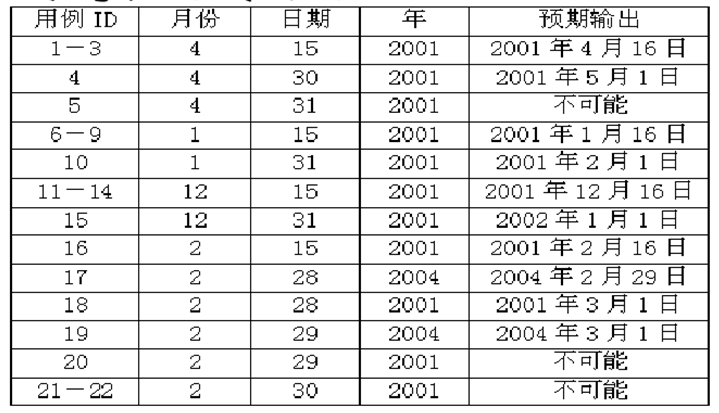 用例 ID 月份 日期 年 预期输出
1－3 4 15 2001 2001 年 4 月 16 日
4 4 30 2001 2001 年 5 月 1 日
5 4 31 2001 不可能
6－9 1 15 2001 2001 年 1 月 16 日
10 1 31 2001 2001 年 2 月 1 日
11－14 12 15 2001 2001 年 12 月 16 日
15 12 31 2001 2002 年 1 月 1 日
16 2 15 2001 2001 年 2 月 16 日
17 2 28 2004 2004 年 2 月 29 日
18 2 28 2001 2001 年 3 月 1 日
19 2 29 2004 2004 年 3 月 1 日
20 2 29 2001 不可能
21－22 2 30 2001 不可能